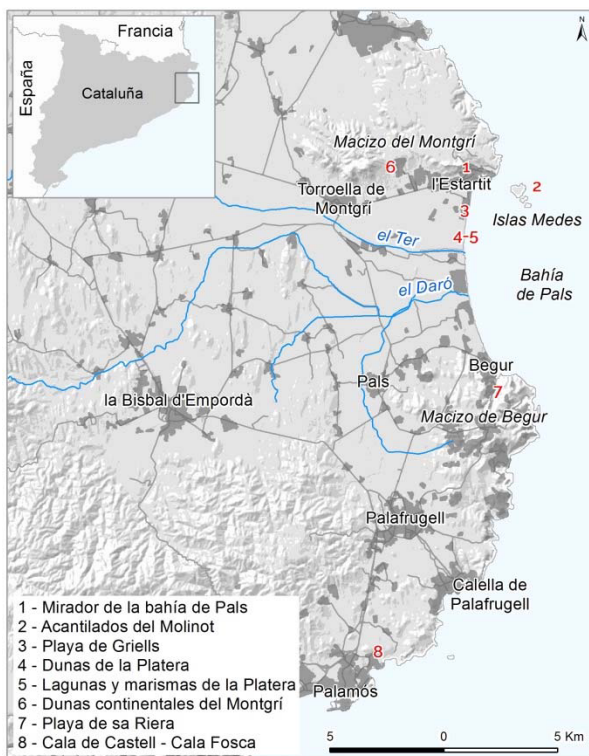 Francia
España
Cataluña
N
Macizo del Montgrí
6
1
l'Estartit
2
Torroella de
Montgrí
3
Islas Medes
el Ter
4-5
Bahía
de Pals
el Daró
Begur
Pals
7
la Bisbal d'Empordà
Macizo de Begur
Palafrugell
Calella de
Palafrugell
8
Palamós
1 - Mirador de la bahía de Pals
2 - Acantilados del Molinot
3 - Playa de Griells
4 - Dunas de la Platera
5 - Lagunas y marismas de la Platera
6 - Dunas continentales del Montgrí
7 - Playa de sa Riera
8 - Cala de Castell - Cala Fosca
5 0 5 Km